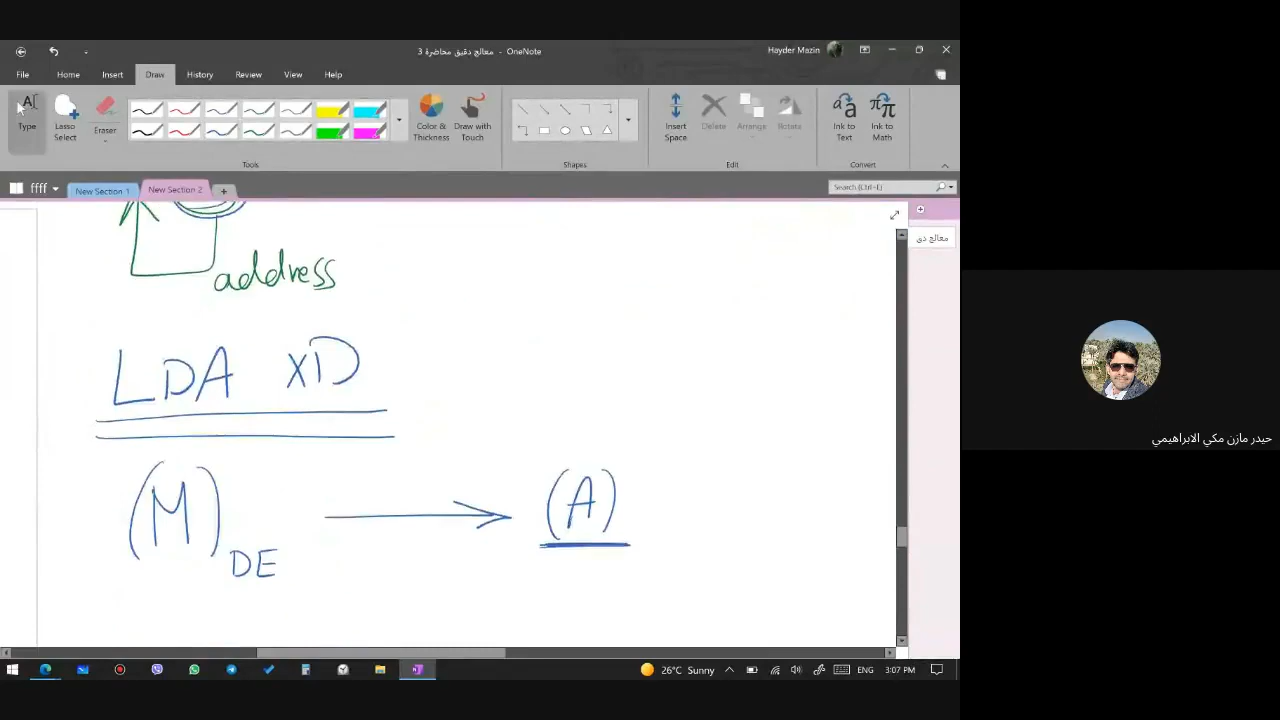 معالج دقيق محاضرة 3 - OneNote
Hayder Mazin
File
Home
Insert
Draw
History
Review
View
Help
Type
Lasso Select
Eraser
Color & Thickness
Draw with Touch
Insert Space
Delete
Arrange
Rotate
Ink to Text
Ink to Math
Tools
Shapes
Edit
Convert
ffff
New Section 1
New Section 2
Search (Ctrl+E)
معالج دق
address
LDA XD
(M) DE → (A)
حيدر مازن مكي الابراهيمي
26°C Sunny
ENG
3:07 PM